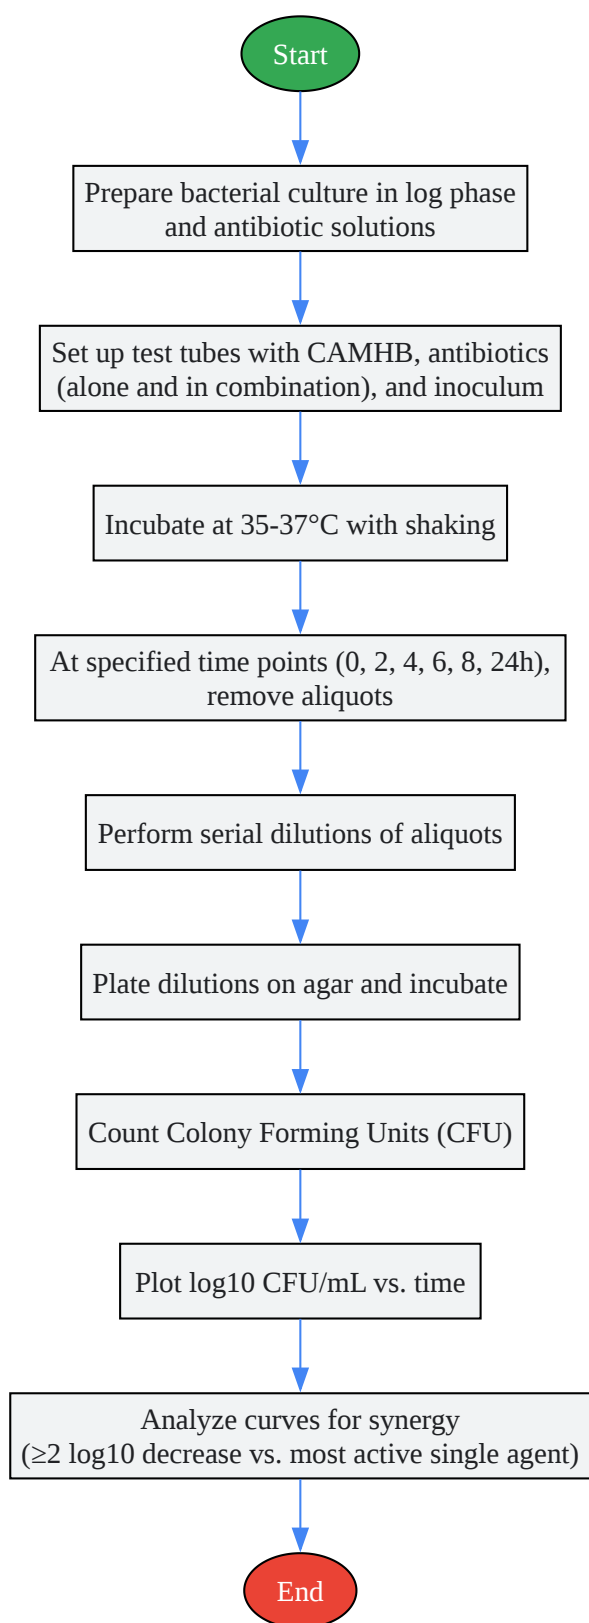 Start
Prepare bacterial culture in log phase
and antibiotic solutions
Set up test tubes with CAMHB, antibiotics
(alone and in combination), and inoculum
Incubate at 35-37°C with shaking
At specified time points (0, 2, 4, 6, 8, 24h),
remove aliquots
Perform serial dilutions of aliquots
Plate dilutions on agar and incubate
Count Colony Forming Units (CFU)
Plot log10 CFU/mL vs. time
Analyze curves for synergy
(≥2 log10 decrease vs. most active single agent)
End